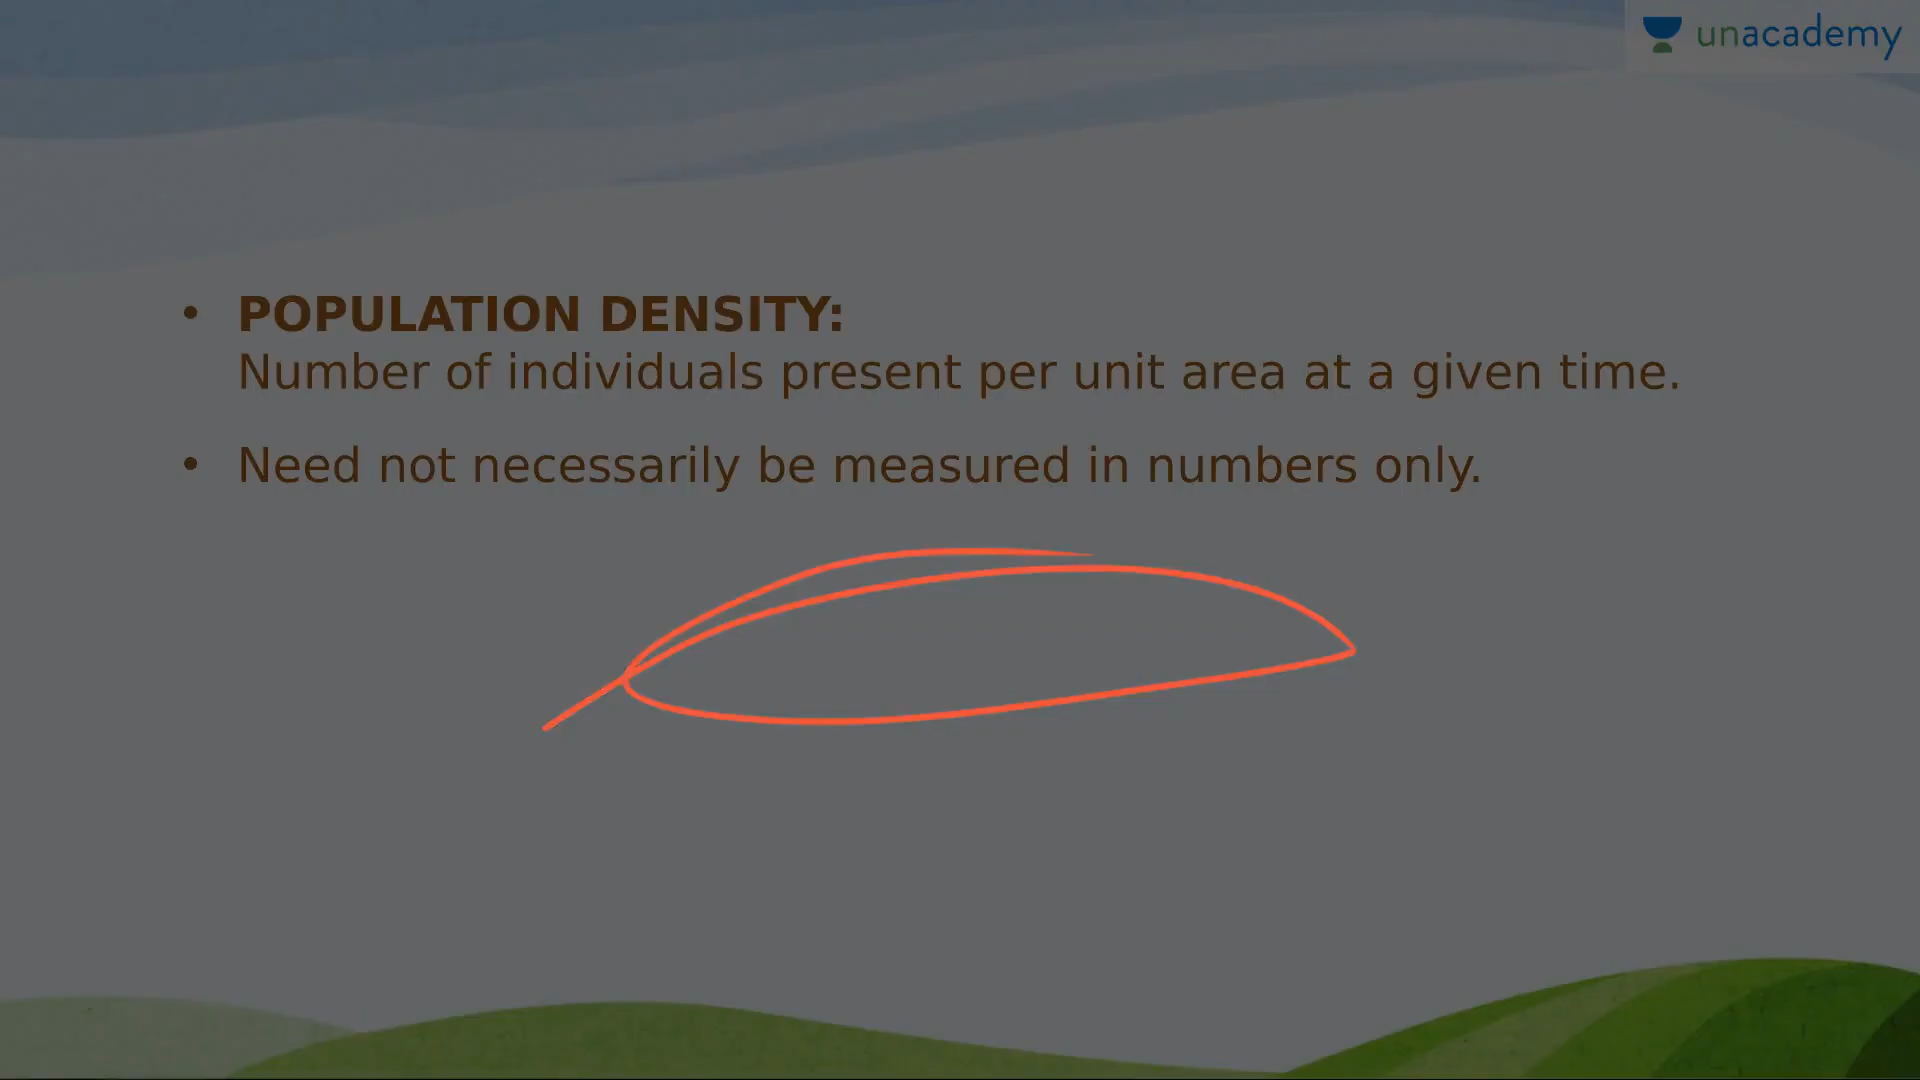 unacademy
• POPULATION DENSITY:
Number of individuals present per unit area at a given time.
• Need not necessarily be measured in numbers only.